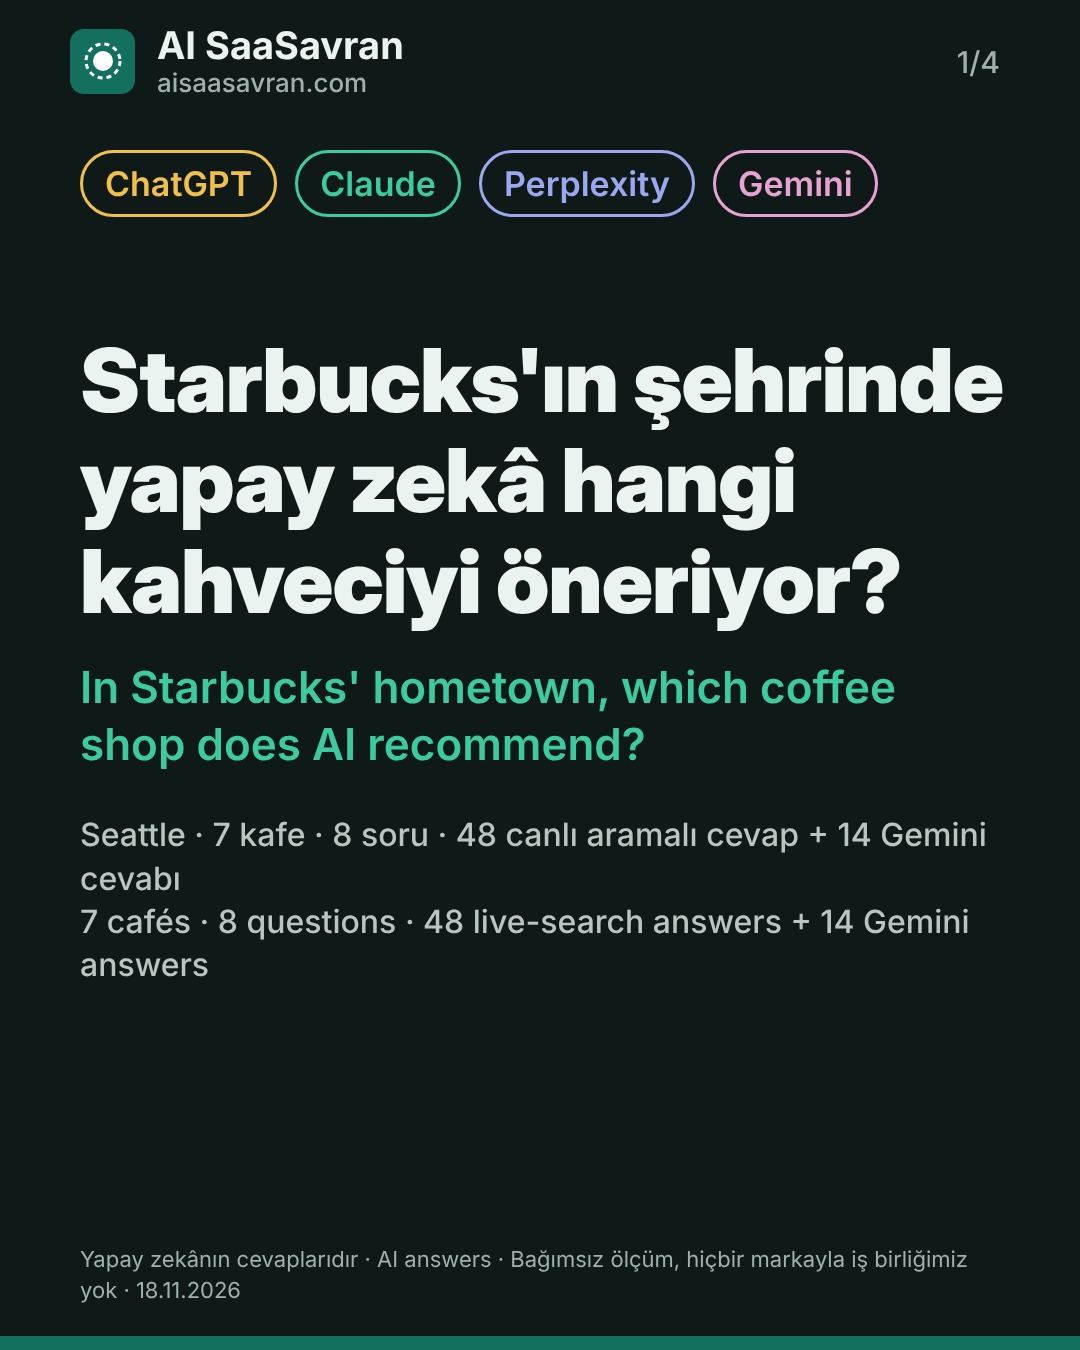 AI SaaSavran
aisaasavran.com
1/4
ChatGPT
Claude
Perplexity
Gemini
Starbucks'ın şehrinde
yapay zekâ hangi
kahveciyi öneriyor?
In Starbucks' hometown, which coffee
shop does AI recommend?
Seattle · 7 kafe · 8 soru · 48 canlı aramalı cevap + 14 Gemini
cevabı
7 cafés · 8 questions · 48 live-search answers + 14 Gemini
answers
Yapay zekânın cevaplarıdır · AI answers · Bağımsız ölçüm, hiçbir markayla iş birliğimiz
yok · 18.11.2026